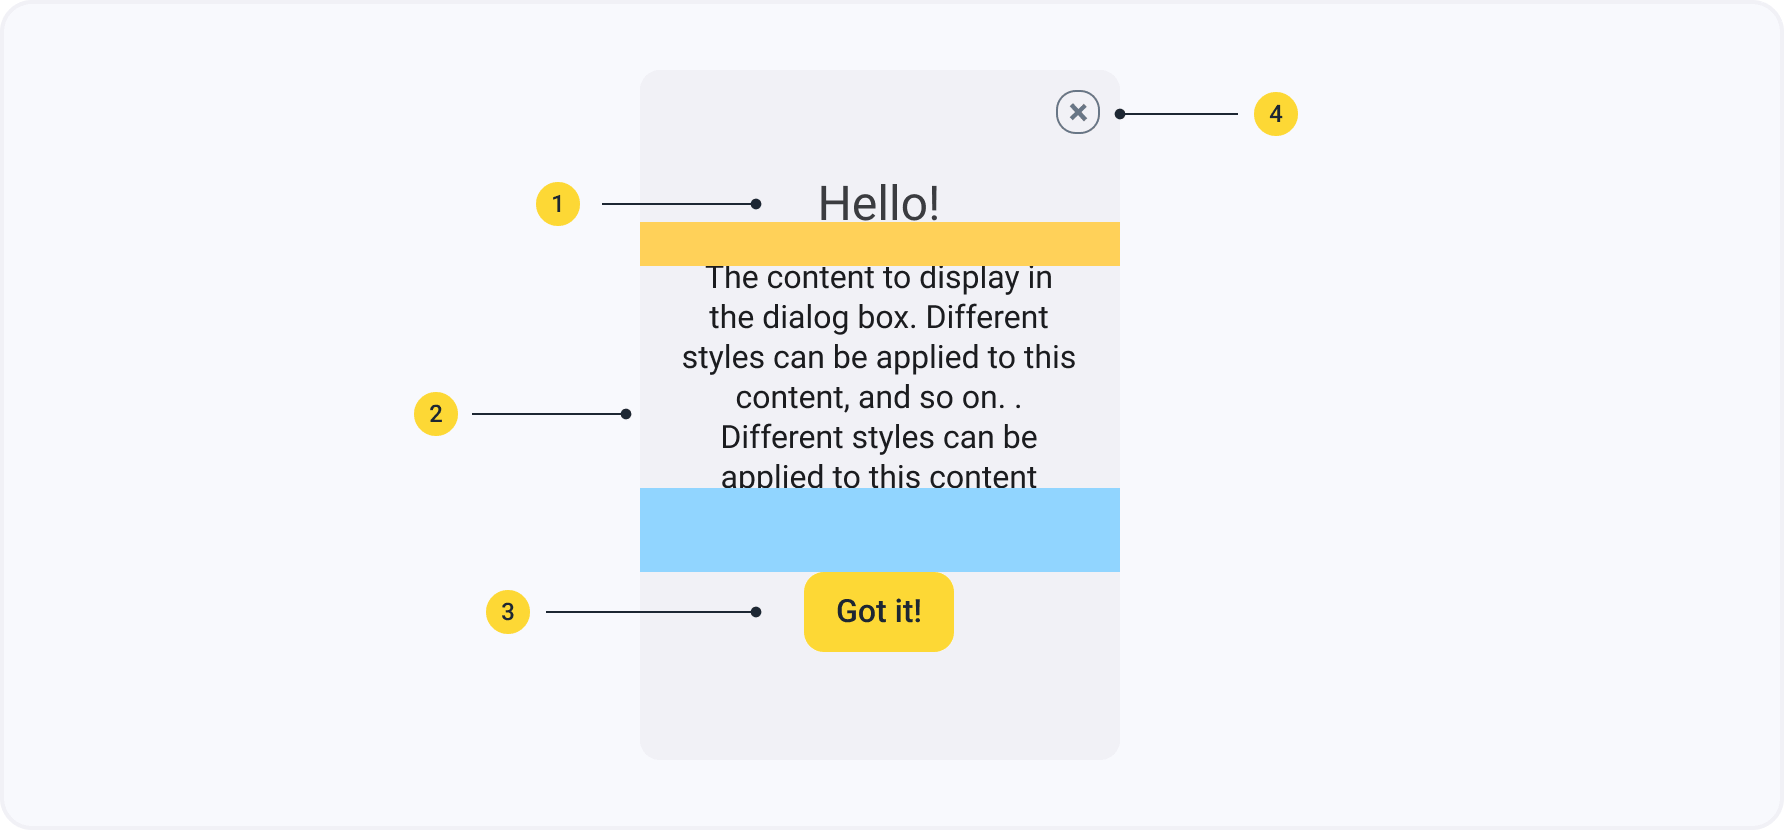 4
1
Hello!
The content to display in
the dialog box. Different
styles can be applied to this
content, and so on. .
2
Different styles can be
applied to this content
3
Got it!